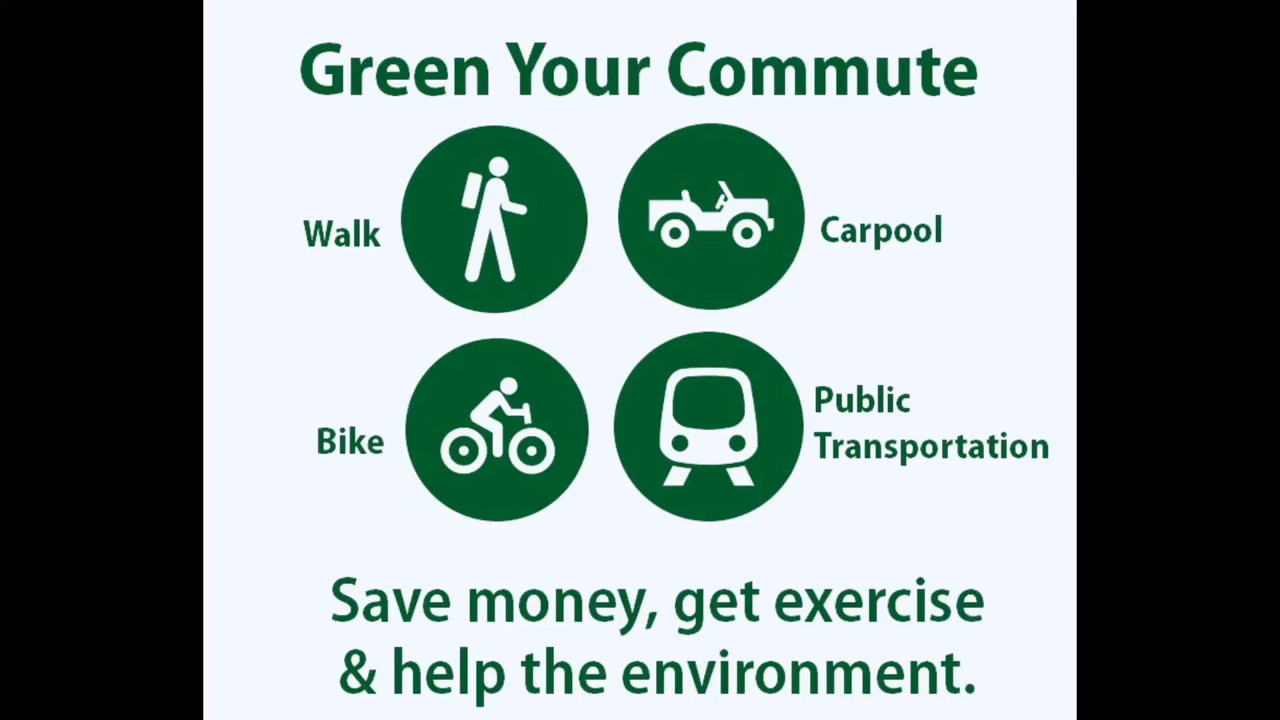 Green Your Commute
Walk
Carpool
Bike
Public
Transportation
Save money, get exercise
& help the environment.